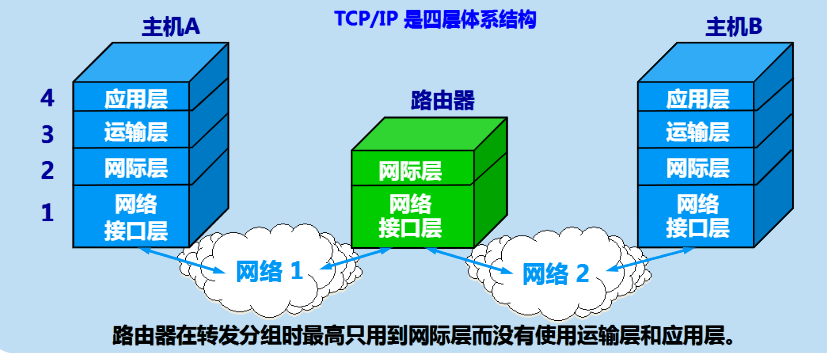 TCP/IP 是四层体系结构
主机A
主机B
路由器
4
应用层
应用层
3
运输层
运输层
2
网际层
网际层
网际层
1
网络
接口层
网络
接口层
网络
接口层
网络 1
网络 2
路由器在转发分组时最高只用到网际层而没有使用运输层和应用层。